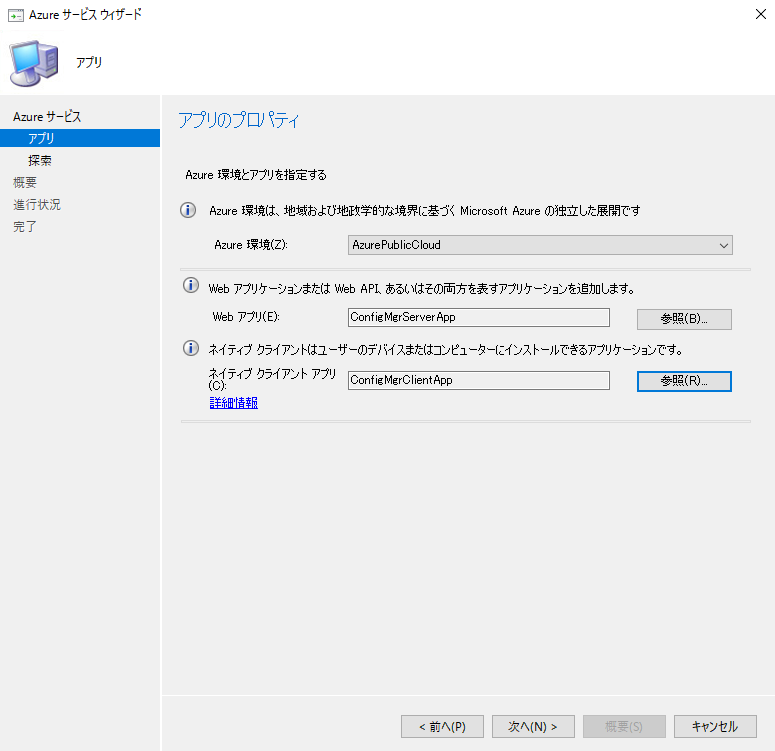 Azure サービス ウィザード
アプリ
Azure サービス
アプリ
探索
概要
進行状況
完了
アプリのプロパティ
Azure 環境とアプリを指定する
Azure 環境は、地域および地政学的な境界に基づく Microsoft Azure の独立した展開です
Azure 環境(Z):
AzurePublicCloud
Web アプリケーションまたは Web API、あるいはその両方を表すアプリケーションを追加します。
Web アプリ(E):
ConfigMgrServerApp
参照(B)...
ネイティブ クライアントはユーザーのデバイスまたはコンピューターにインストールできるアプリケーションです。
ネイティブ クライアント アプリ
(C):
ConfigMgrClientApp
参照(R)...
詳細情報
< 前へ(P)
次へ(N) >
概要(S)
キャンセル